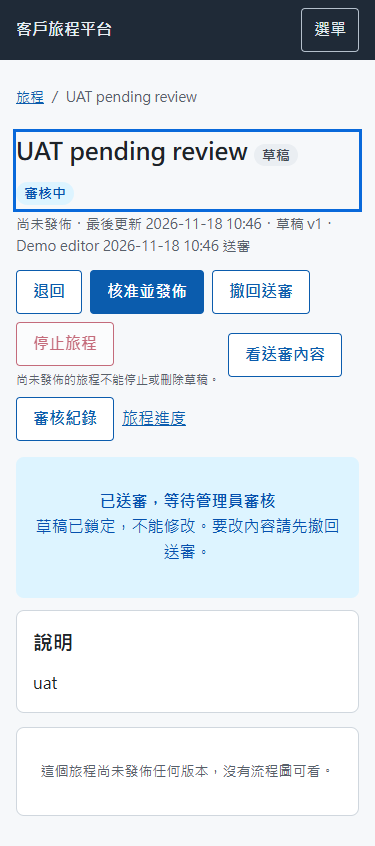 客戶旅程平台 選單
旅程 / UAT pending review
UAT pending review 草稿
審核中
尚未發佈 · 最後更新 2026-11-18 10:46 · 草稿 v1 ·
Demo editor 2026-11-18 10:46 送審
退回 核准並發佈 撤回送審
停止旅程
尚未發佈的旅程不能停止或刪除草稿。
看送審內容
審核紀錄 旅程進度
已送審，等待管理員審核
草稿已鎖定，不能修改。要改內容請先撤回
送審。
說明
uat
這個旅程尚未發佈任何版本，沒有流程圖可看。